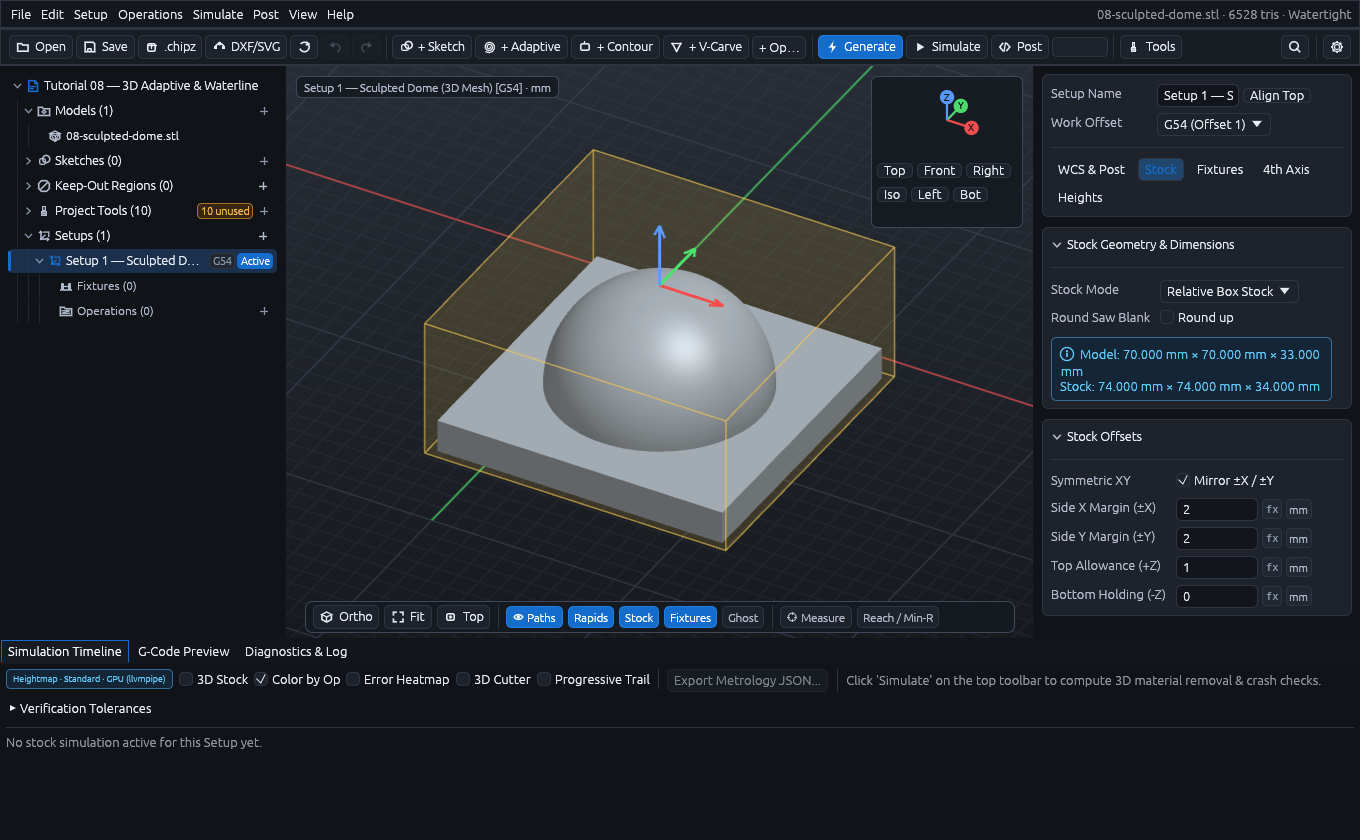 File Edit Setup Operations Simulate Post View Help
08-sculpted-dome.stl · 6528 tris · Watertight
Open Save .chipz DXF/SVG + Sketch + Adaptive + Contour + V-Carve + Op... Generate Simulate Post Tools
Tutorial 08 — 3D Adaptive & Waterline
Models (1) +
08-sculpted-dome.stl
Sketches (0) +
Keep-Out Regions (0) +
Project Tools (10) 10 unused +
Setups (1) +
Setup 1 — Sculpted D... G54 Active
Fixtures (0)
Operations (0) +
Setup 1 — Sculpted Dome (3D Mesh) [G54] · mm
Z
Y
X
Top Front Right
Iso Left Bot
Ortho Fit Top Paths Rapids Stock Fixtures Ghost Measure Reach / Min-R
Setup Name Setup 1 — S Align Top
Work Offset G54 (Offset 1)
WCS & Post Stock Fixtures 4th Axis
Heights
Stock Geometry & Dimensions
Stock Mode Relative Box Stock
Round Saw Blank Round up
Model: 70.000 mm × 70.000 mm × 33.000
mm
Stock: 74.000 mm × 74.000 mm × 34.000 mm
Stock Offsets
Symmetric XY Mirror ±X / ±Y
Side X Margin (±X) 2 fx mm
Side Y Margin (±Y) 2 fx mm
Top Allowance (+Z) 1 fx mm
Bottom Holding (-Z) 0 fx mm
Simulation Timeline G-Code Preview Diagnostics & Log
Heightmap · Standard · GPU (llvmpipe) 3D Stock Color by Op Error Heatmap 3D Cutter Progressive Trail Export Metrology JSON... Click 'Simulate' on the top toolbar to compute 3D material removal & crash checks.
Verification Tolerances
No stock simulation active for this Setup yet.